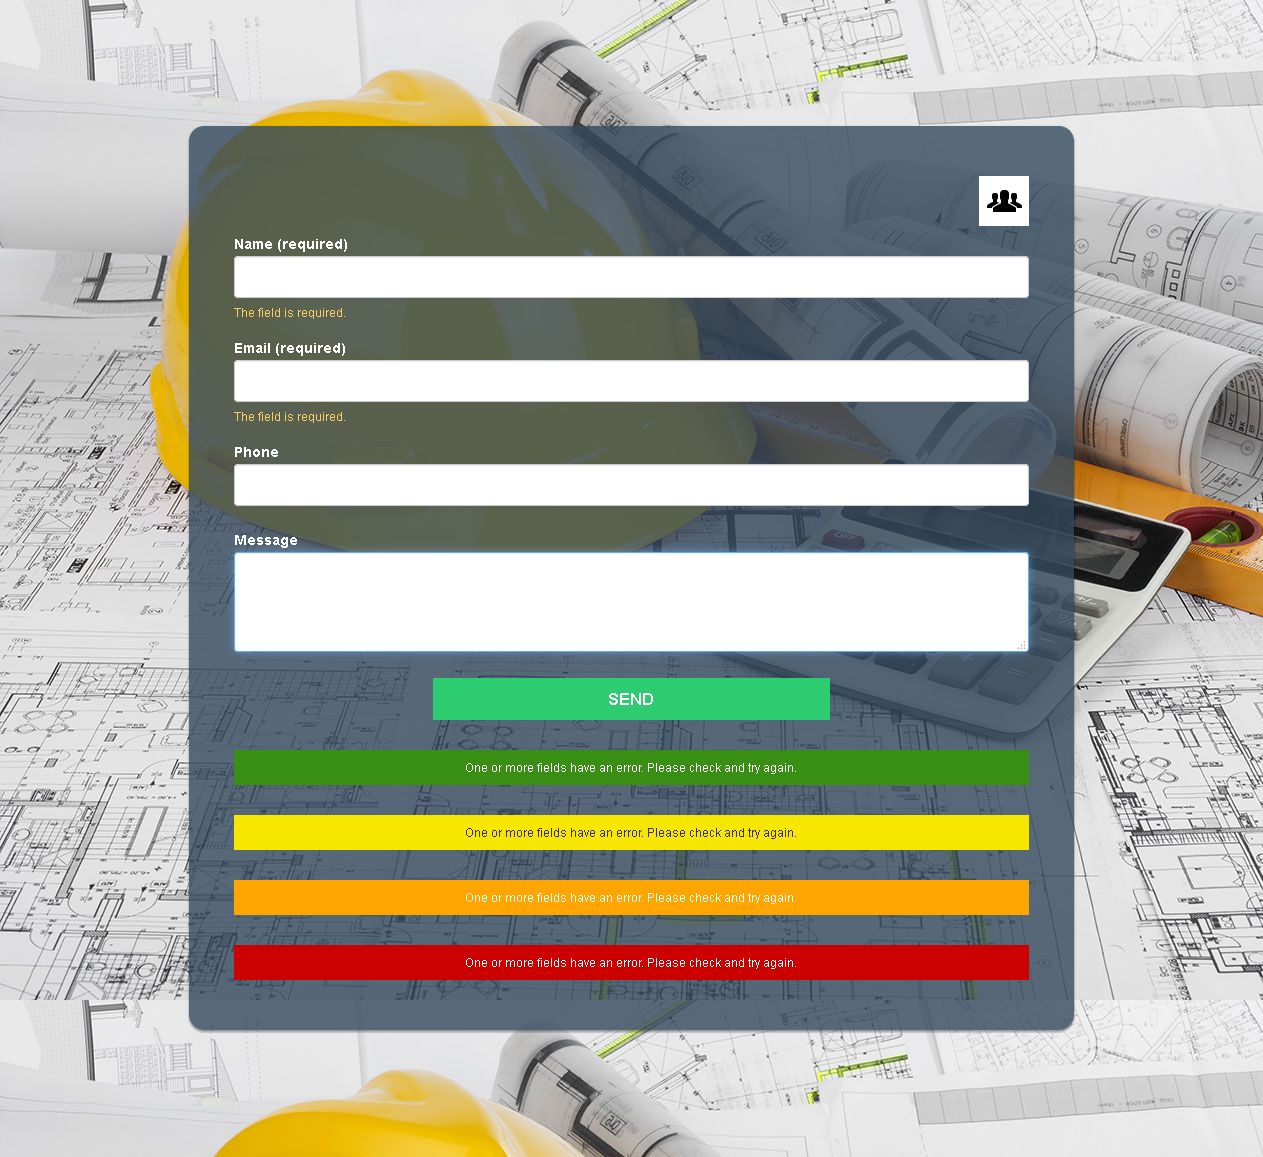 Name (required)
The field is required.
Email (required)
The field is required.
Phone
Message
SEND
One or more fields have an error. Please check and try again.
One or more fields have an error. Please check and try again.
One or more fields have an error. Please check and try again.
One or more fields have an error. Please check and try again.